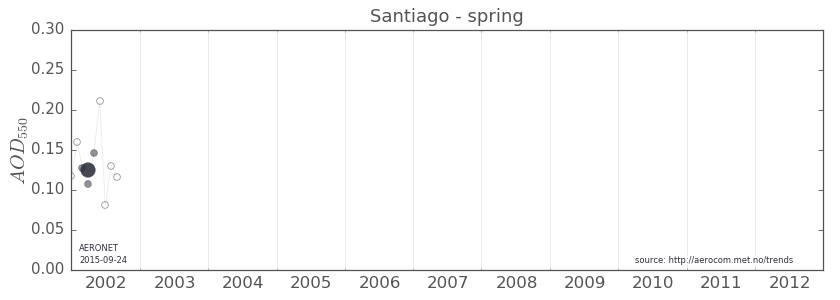 Santiago - spring
0.30
0.25
0.20
0.15
0.10
0.05
0.00
AOD550
AERONET
2015-09-24
source: http://aerocom.met.no/trends
2002 2003 2004 2005 2006 2007 2008 2009 2010 2011 2012